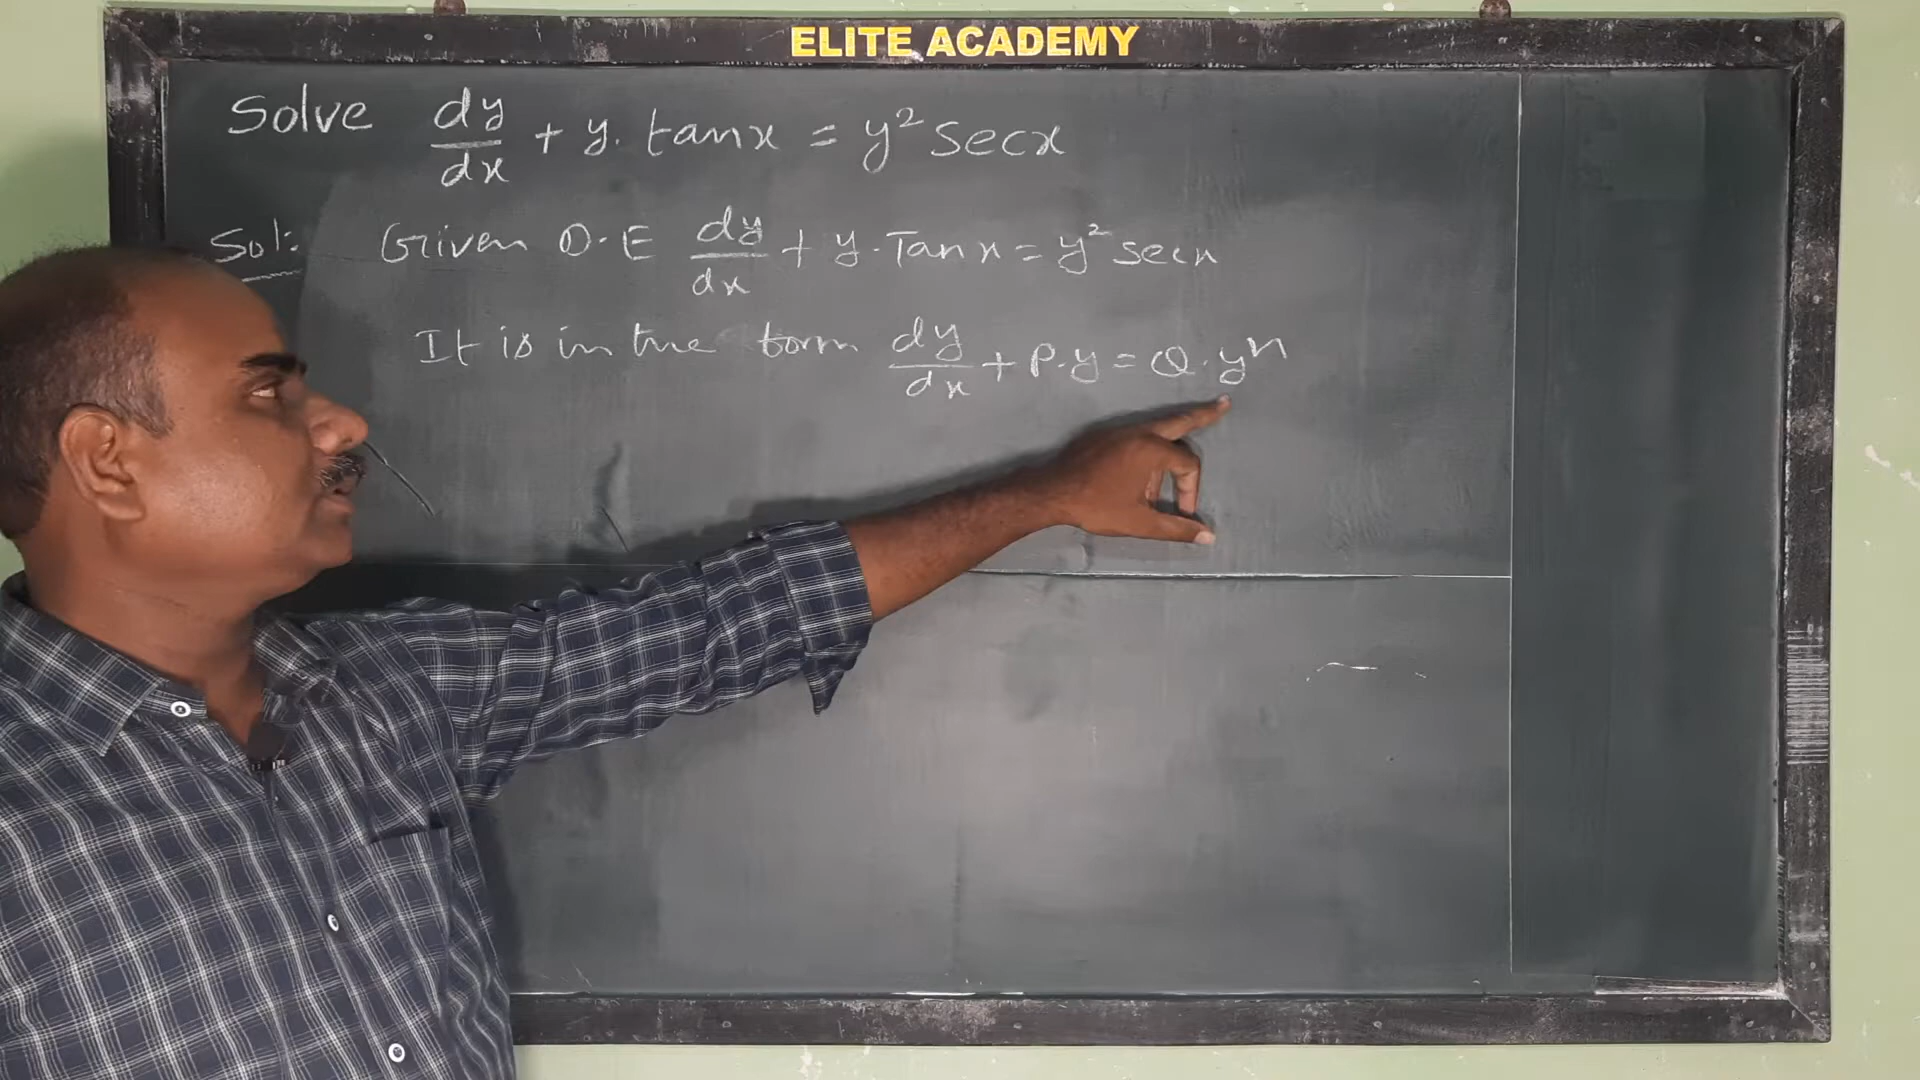 ELITE ACADEMY
Solve dy/dx + y. tanx = y² secx
Sol: Given D.E dy/dx + y. Tanx = y² secx
It is in the form dy/dx + P.y = Q.yⁿ